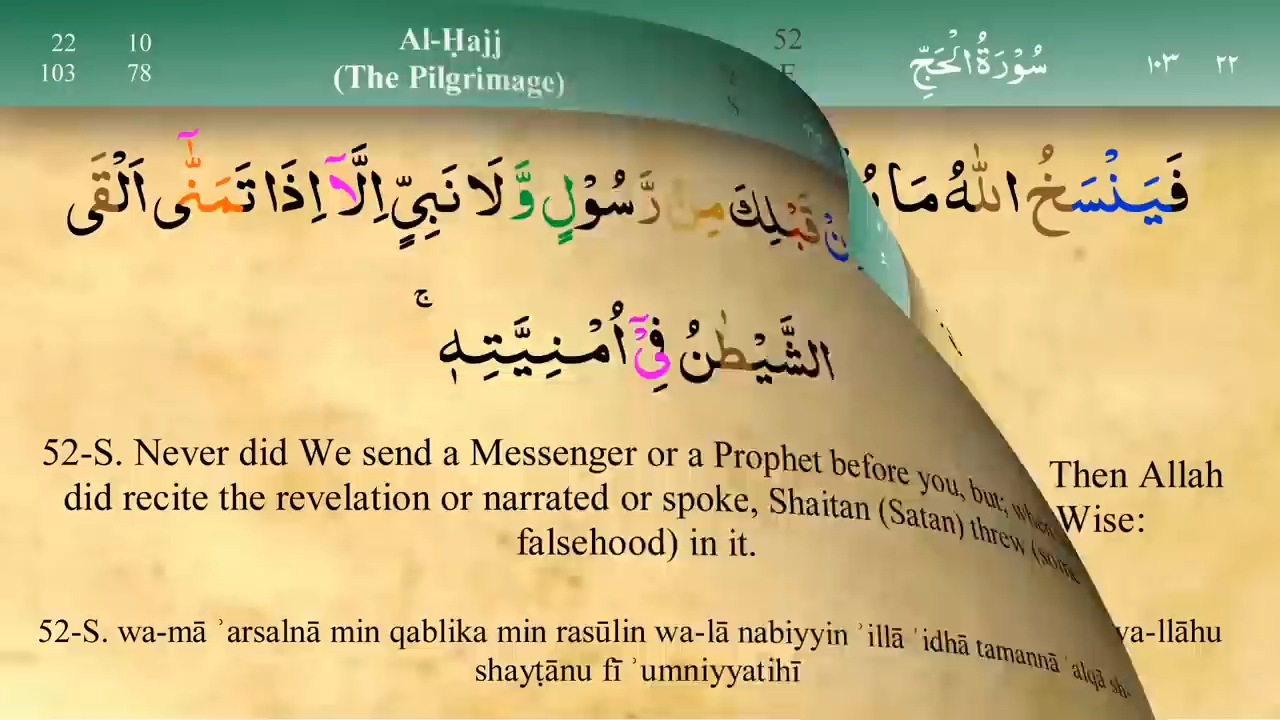 22 10
103 78
Al-Ḥajj
(The Pilgrimage)
52
E
S
سُوْرَةُ الْحَجِّ
١٠٣ ٢٢
نْ قَبْلِكَ مِنْ رَّسُوْلٍ وَّلَا نَبِيٍّ اِلَّآ اِذَا تَمَنّٰٓى اَلْقَى
فَيَنْسَخُ اللّٰهُ مَا
الشَّيْطٰنُ فِيْٓ اُمْنِيَّتِهٖ ۚ
52-S. Never did We send a Messenger or a Prophet before you, but; when
did recite the revelation or narrated or spoke, Shaitan (Satan) threw (some
falsehood) in it.
Then Allah
Wise:
52-S. wa-mā ʾarsalnā min qablika min rasūlin wa-lā nabiyyin ʾillā ʾidhā tamannā ʾalqā sh-
shayṭānu fī ʾumniyyatihī
wa-llāhu